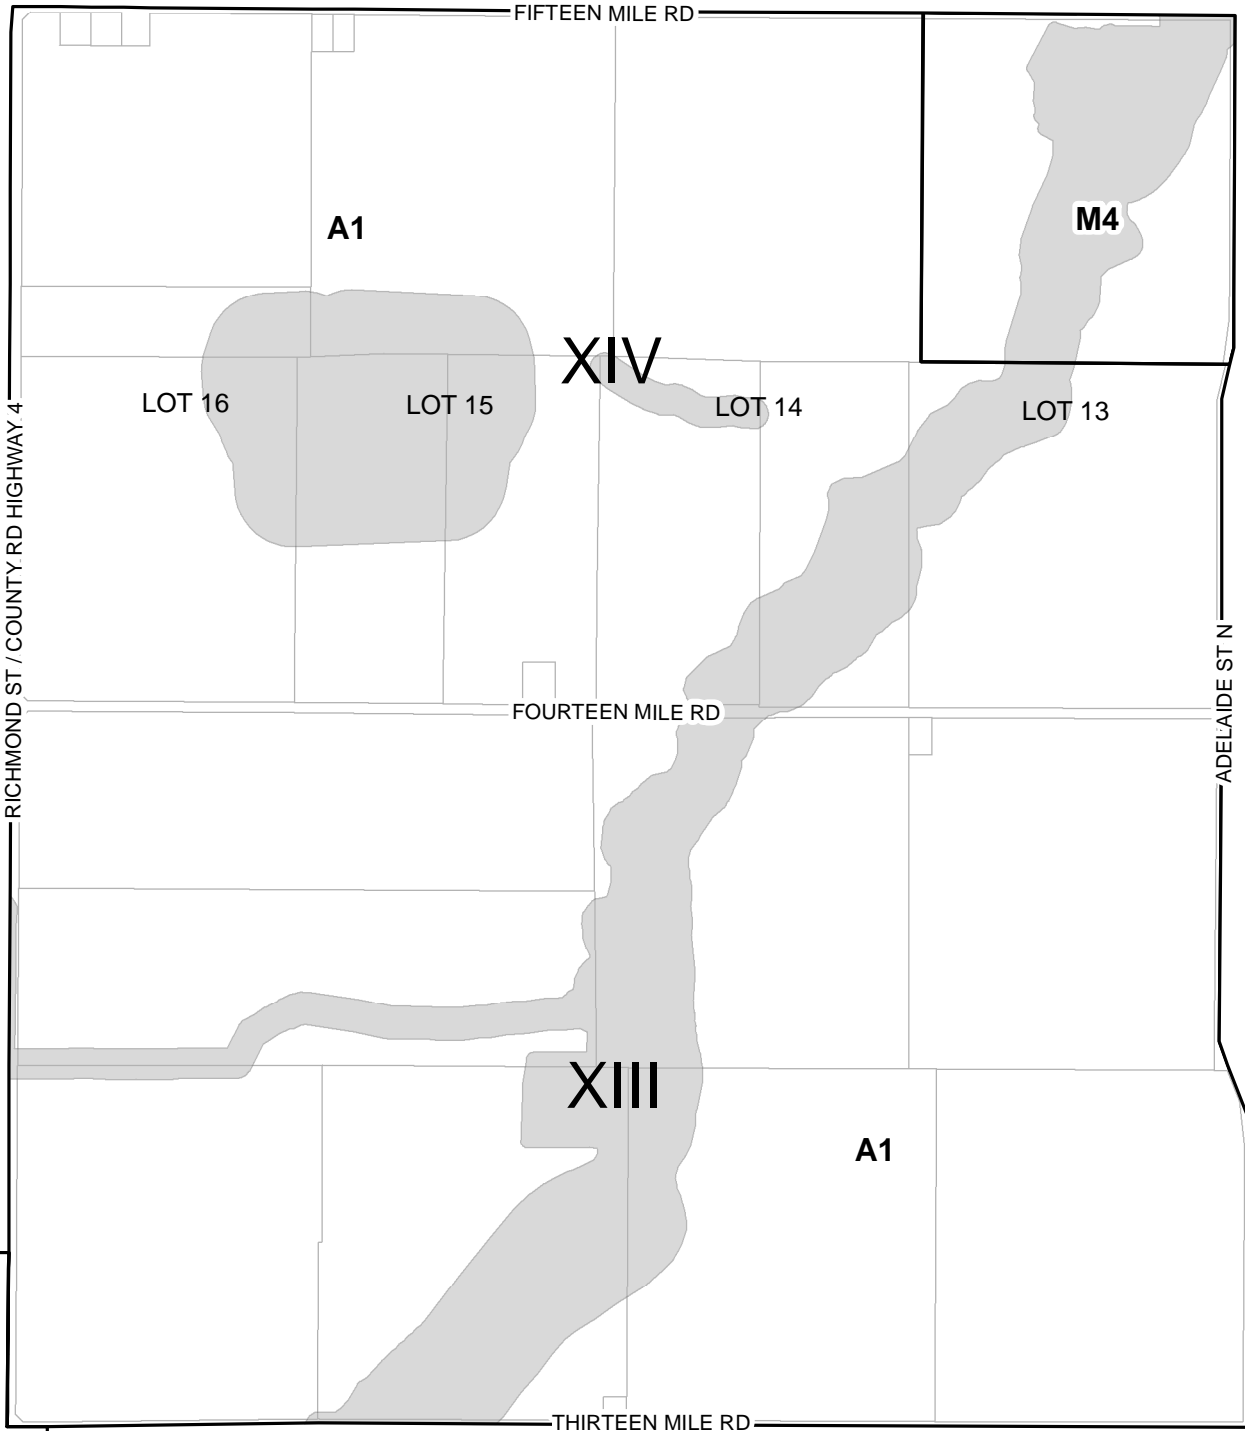 FIFTEEN MILE RD
A1
M4
XIV
LOT 16
LOT 15
LOT 14
LOT 13
RICHMOND ST / COUNTY RD HIGHWAY 4
ADELAIDE ST N
FOURTEEN MILE RD
XIII
A1
THIRTEEN MILE RD